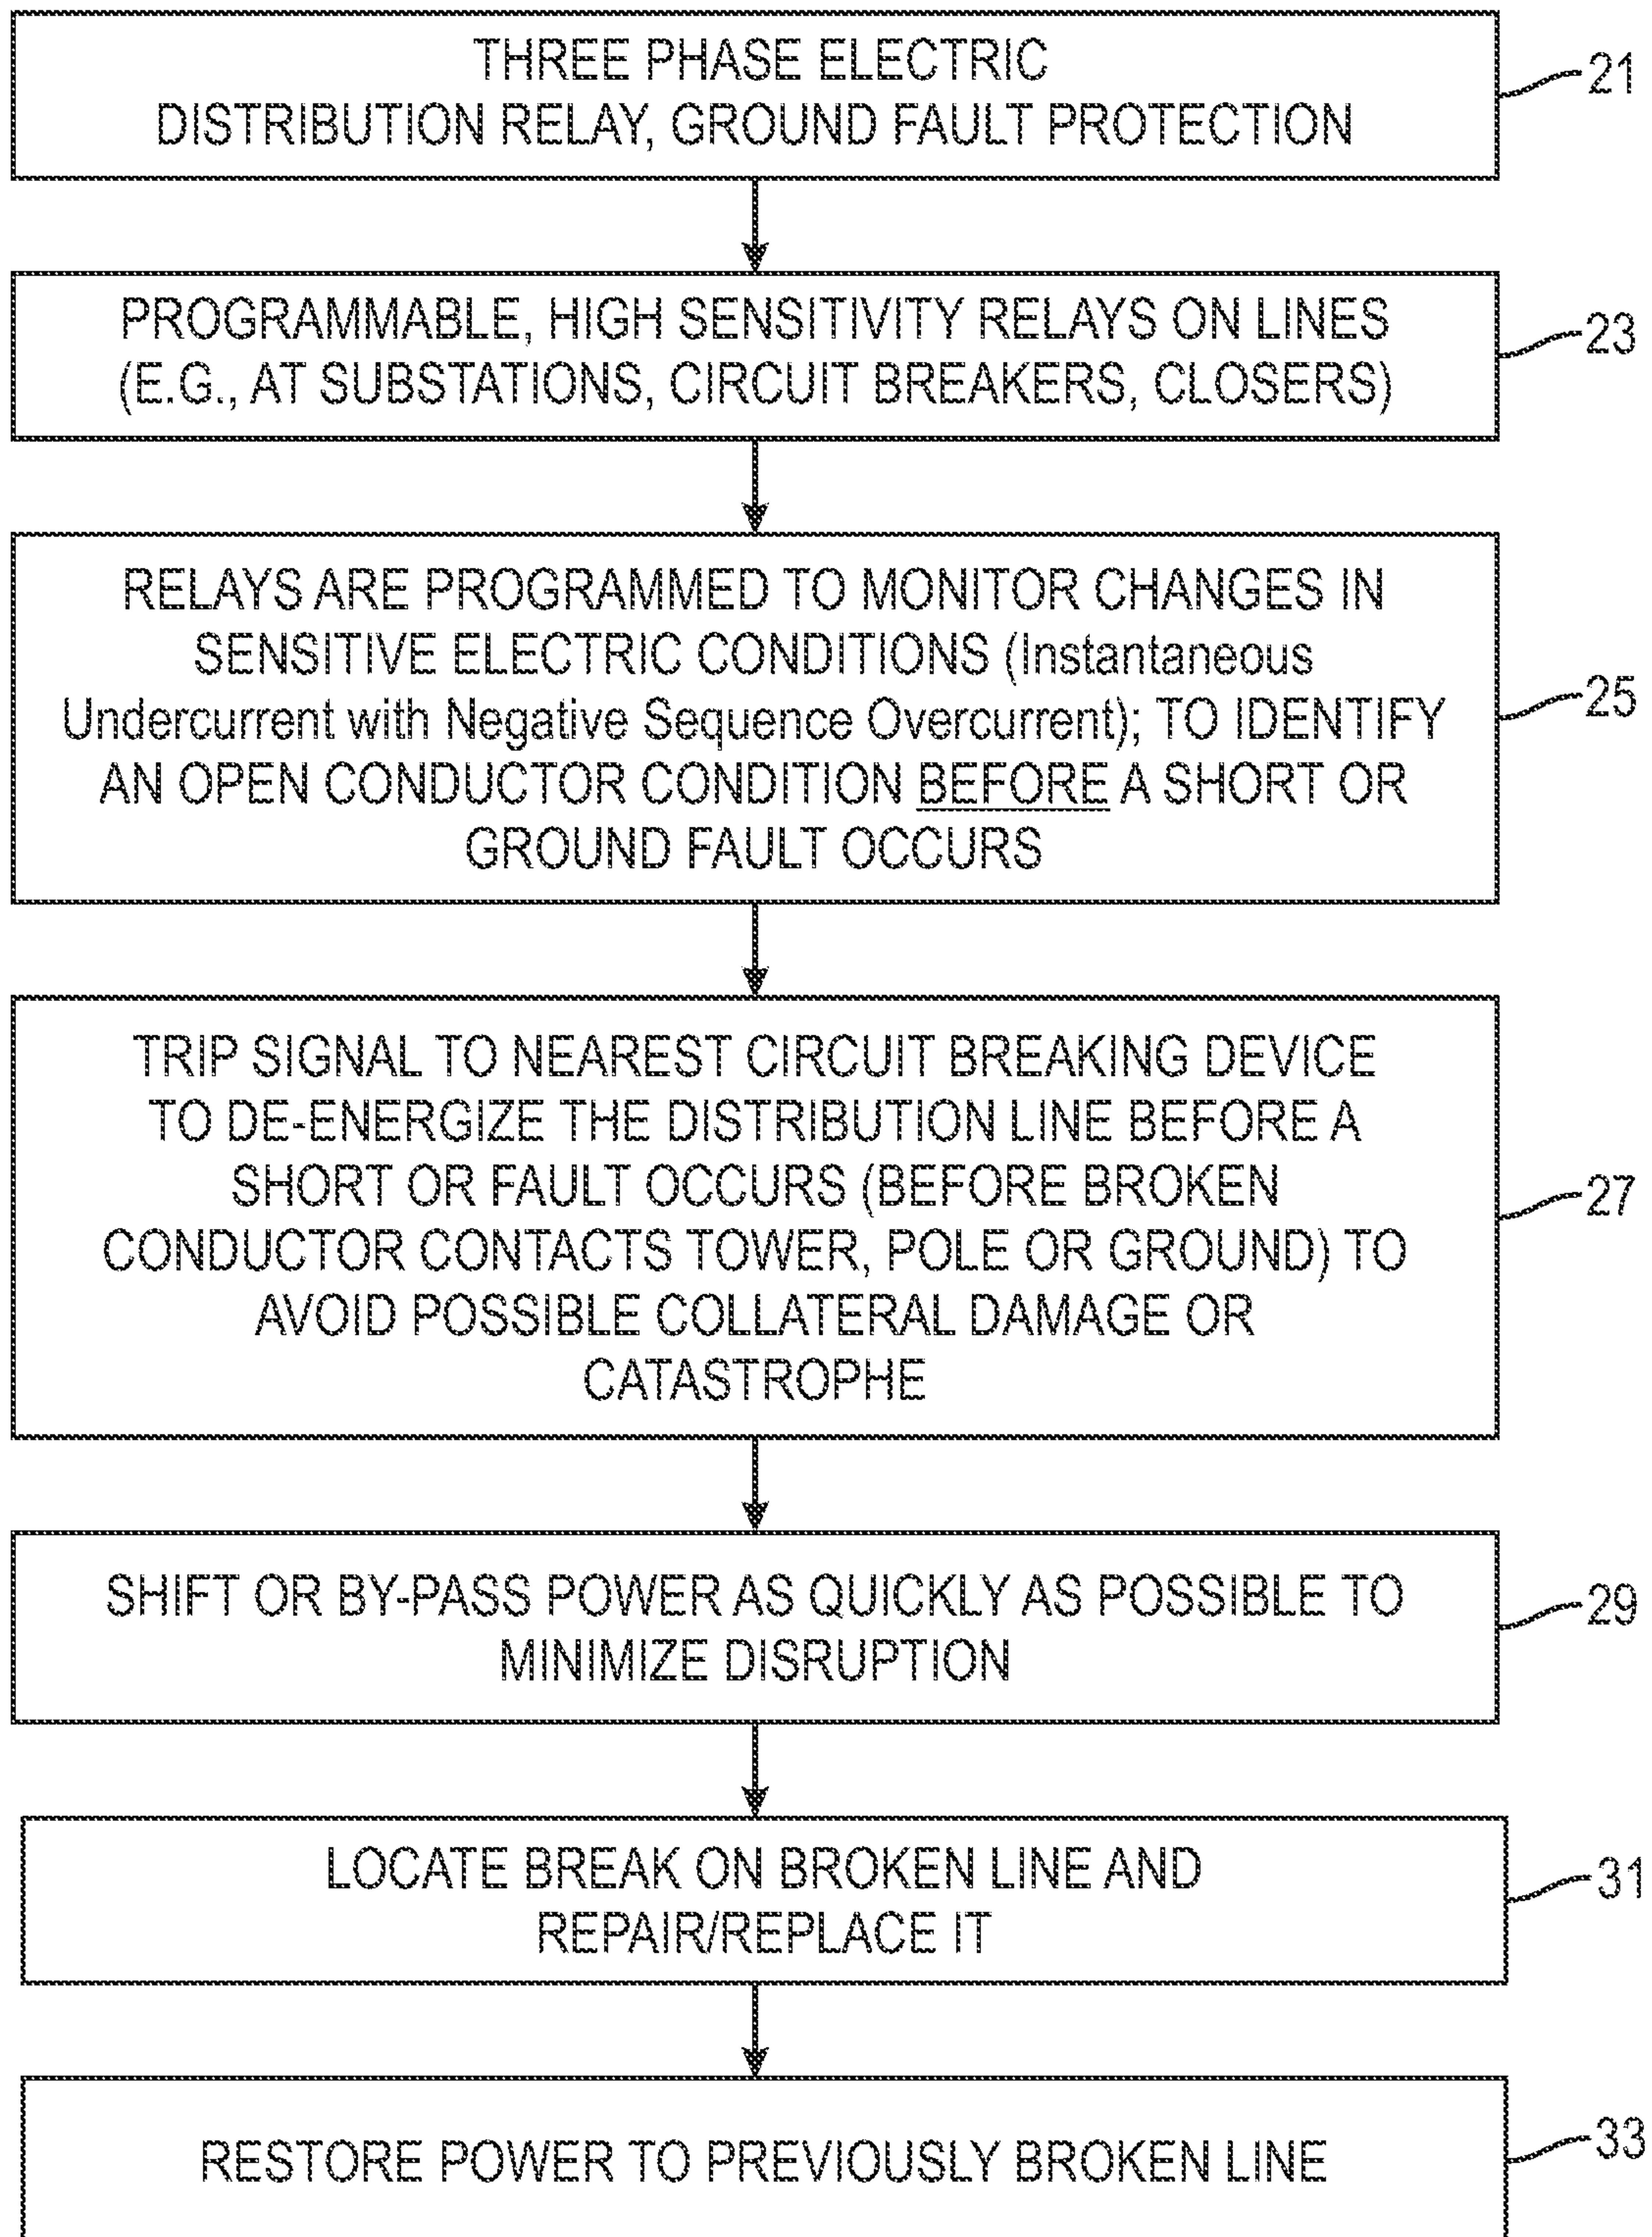 THREE PHASE ELECTRIC
DISTRIBUTION RELAY, GROUND FAULT PROTECTION
21
PROGRAMMABLE, HIGH SENSITIVITY RELAYS ON LINES
(E.G., AT SUBSTATIONS, CIRCUIT BREAKERS, CLOSERS)
23
RELAYS ARE PROGRAMMED TO MONITOR CHANGES IN
SENSITIVE ELECTRIC CONDITIONS (Instantaneous
Undercurrent with Negative Sequence Overcurrent); TO IDENTIFY
AN OPEN CONDUCTOR CONDITION BEFORE A SHORT OR
GROUND FAULT OCCURS
25
TRIP SIGNAL TO NEAREST CIRCUIT BREAKING DEVICE
TO DE-ENERGIZE THE DISTRIBUTION LINE BEFORE A
SHORT OR FAULT OCCURS (BEFORE BROKEN
CONDUCTOR CONTACTS TOWER, POLE OR GROUND) TO
AVOID POSSIBLE COLLATERAL DAMAGE OR
CATASTROPHE
27
SHIFT OR BY-PASS POWER AS QUICKLY AS POSSIBLE TO
MINIMIZE DISRUPTION
29
LOCATE BREAK ON BROKEN LINE AND
REPAIR/REPLACE IT
31
RESTORE POWER TO PREVIOUSLY BROKEN LINE
33